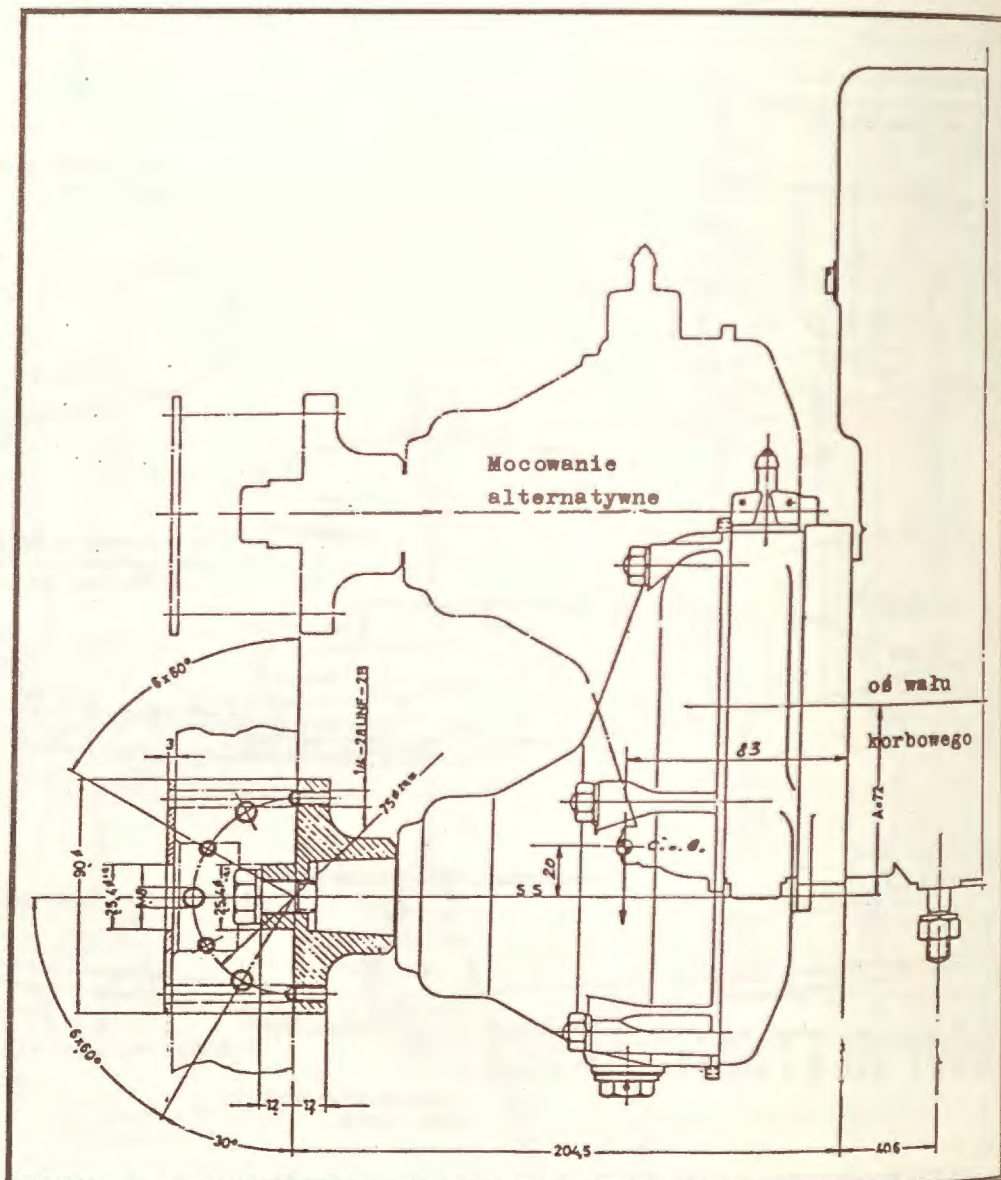 Mocowanie
alternatywne
6x60°
1/4-28UNF-2B
oś wału
korbowego
83
3
A=72
90
20
S S
6x60°
12
12
30°
204,5
40,6